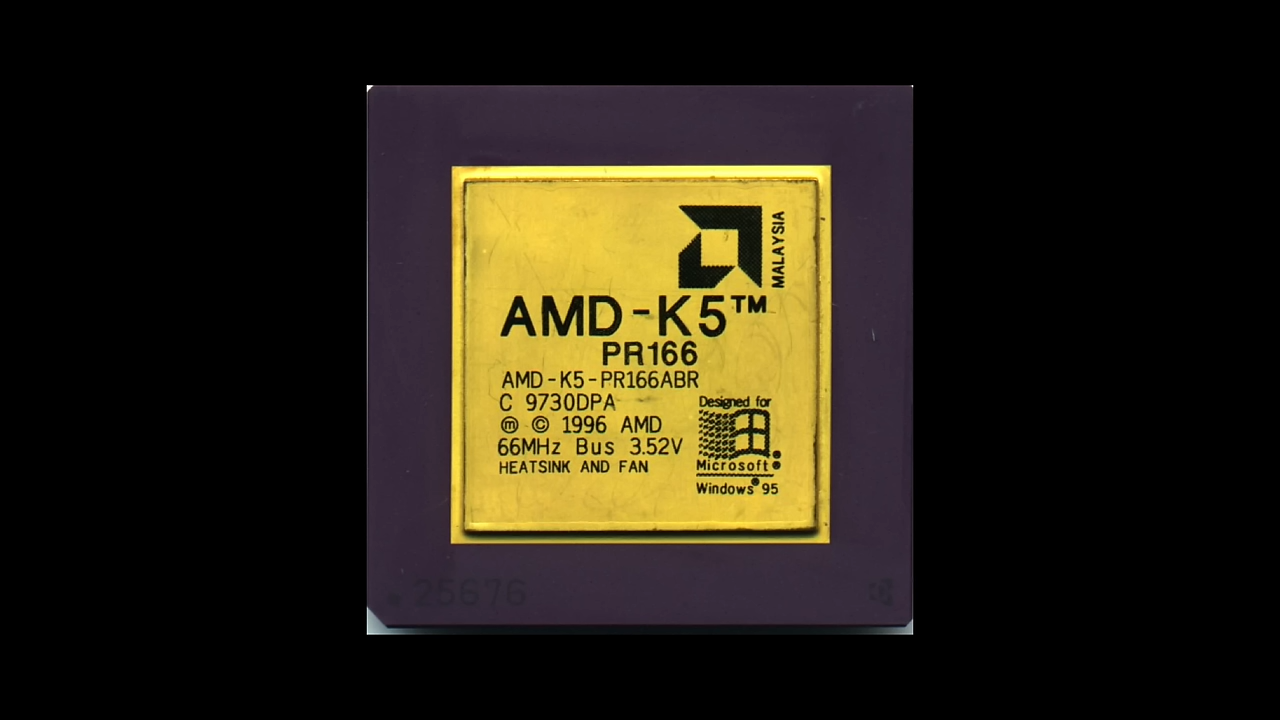 MALAYSIA
AMD-K5™
PR166
AMD-K5-PR166ABR
C 9730DPA
ⓜ © 1996 AMD
66MHz Bus 3.52V
HEATSINK AND FAN
Designed for
Microsoft®
Windows® 95
25676